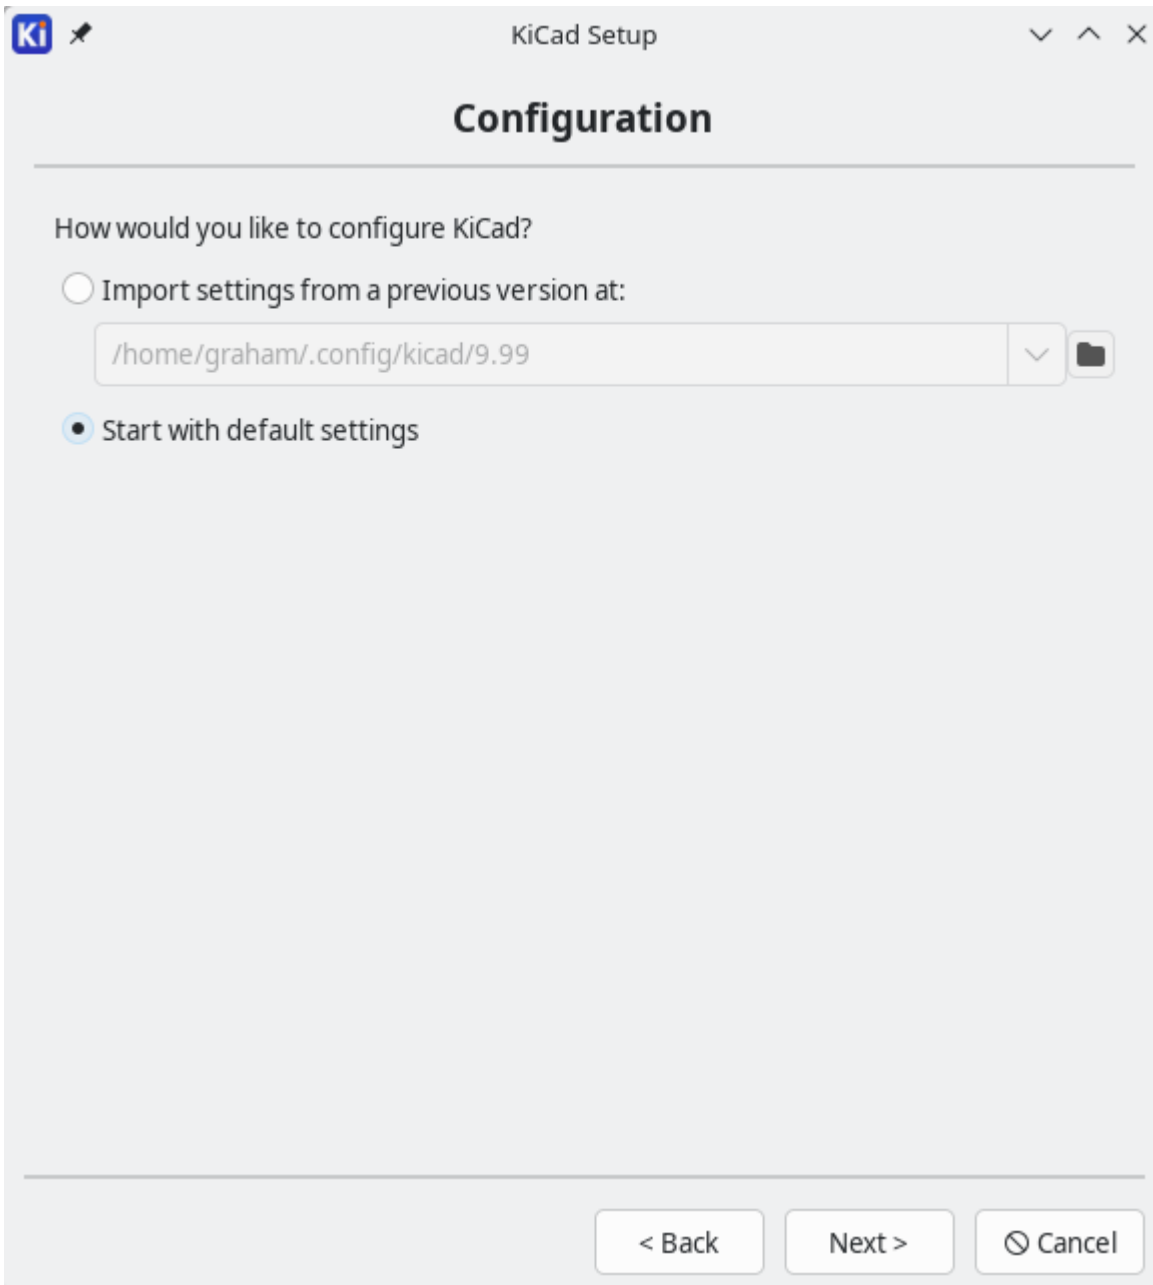 Ki KiCad Setup
Configuration
How would you like to configure KiCad?
Import settings from a previous version at:
/home/graham/.config/kicad/9.99
Start with default settings
< Back Next > Cancel